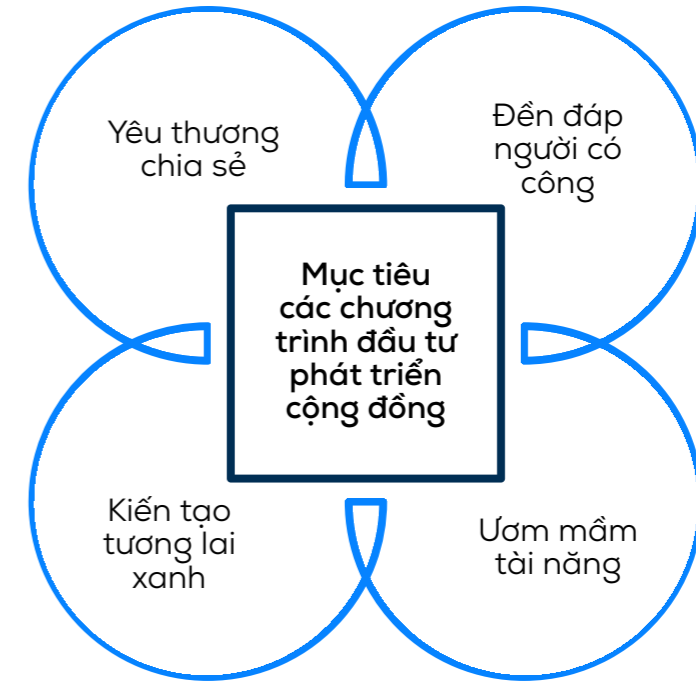 Yêu thương
chia sẻ
Đền đáp
người có
công
Mục tiêu
các chương
trình đầu tư
phát triển
cộng đồng
Kiến tạo
tương lai
xanh
Ươm mầm
tài năng